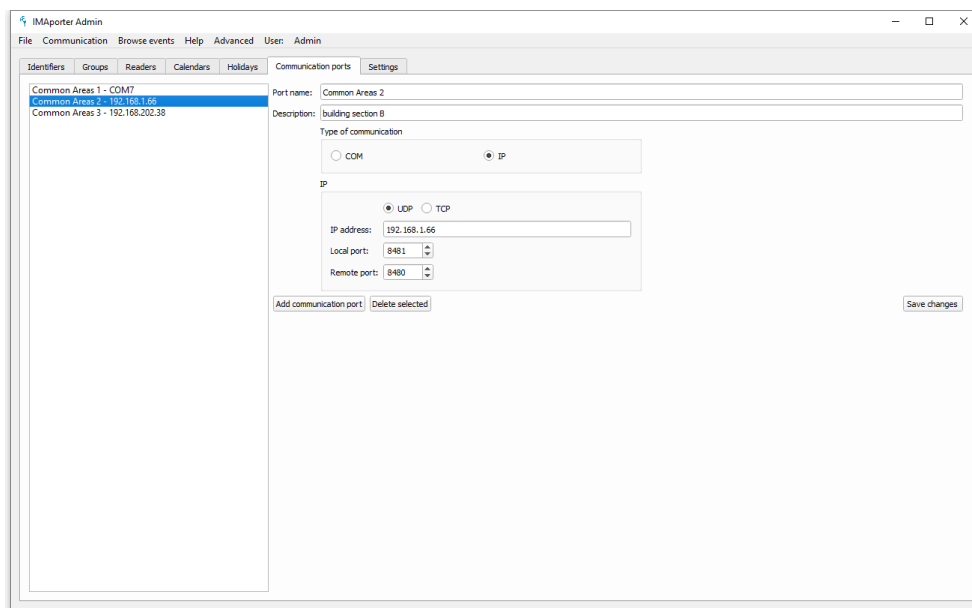 IMAporter Admin
File Communication Browse events Help Advanced User: Admin
Identifiers Groups Readers Calendars Holidays Communication ports Settings
Common Areas 1 - COM7
Common Areas 2 - 192.168.1.66
Common Areas 3 - 192.168.202.38
Port name: Common Areas 2
Description: building section B
Type of communication
COM IP
IP
UDP TCP
IP address: 192.168.1.66
Local port: 8481
Remote port: 8480
Add communication port Delete selected Save changes